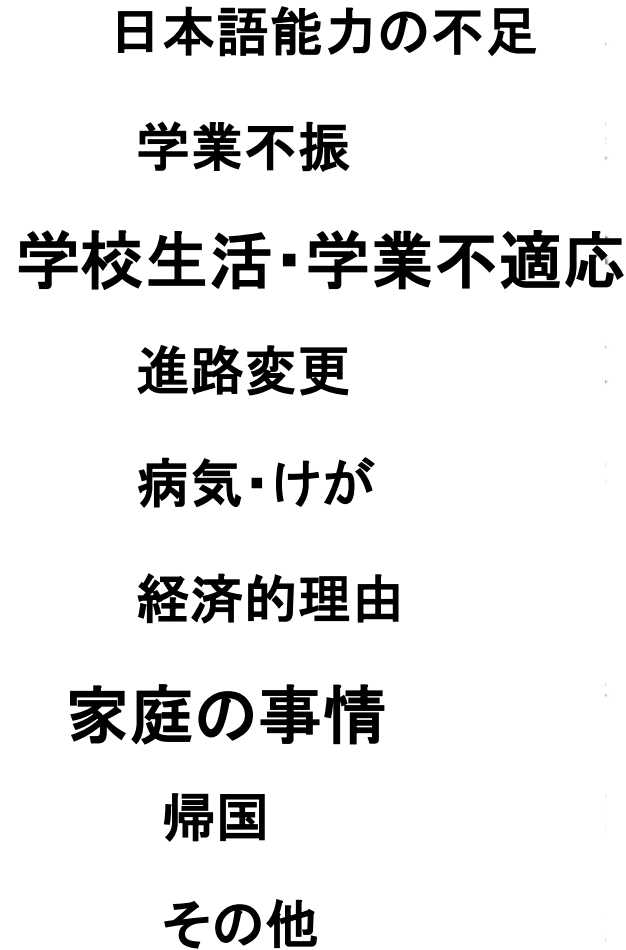 日本語能力の不足
学業不振
学校生活・学業不適応
進路変更
病気・けが
経済的理由
家庭の事情
帰国
その他